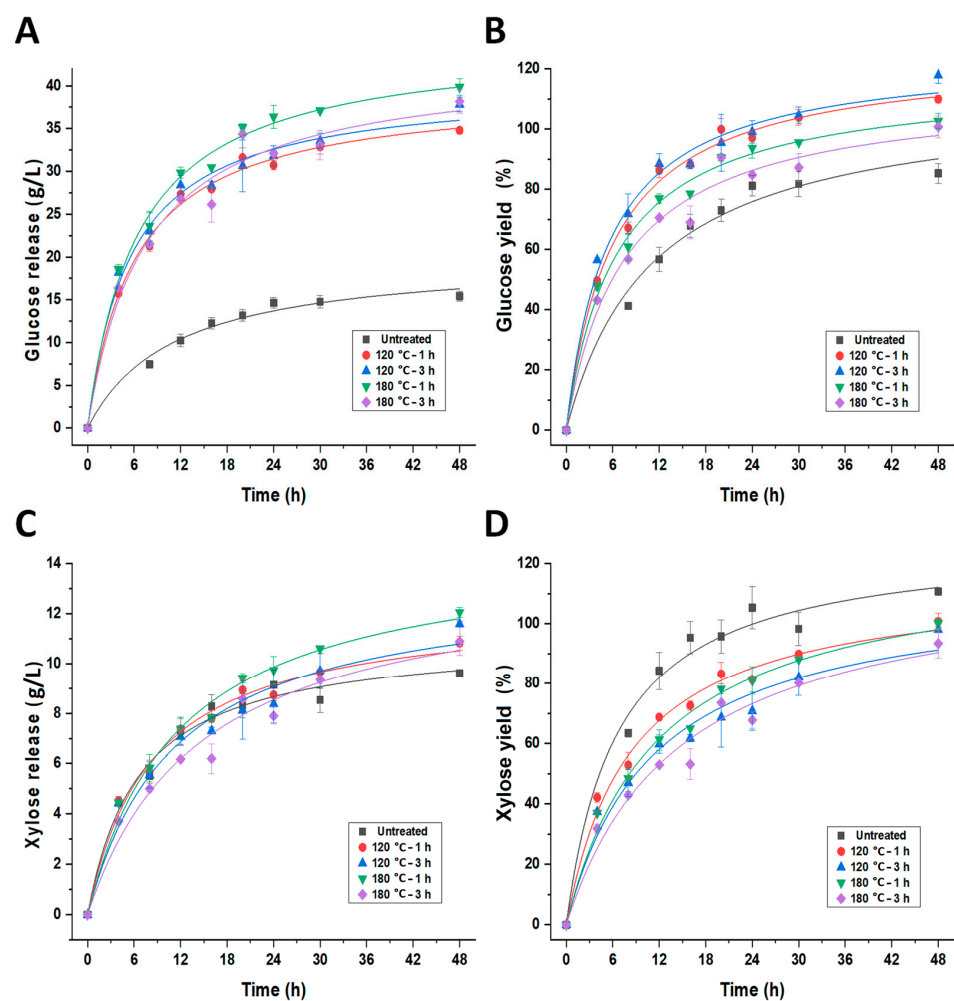 A
Glucose release (g/L)
40
35
30
25
20
15
10
5
0
Untreated
120 °C–1 h
120 °C–3 h
180 °C–1 h
180 °C–3 h
0 6 12 18 24 30 36 42 48
Time (h)
B
Glucose yield (%)
120
100
80
60
40
20
0
Untreated
120 °C–1 h
120 °C–3 h
180 °C–1 h
180 °C–3 h
0 6 12 18 24 30 36 42 48
Time (h)
C
Xylose release (g/L)
14
12
10
8
6
4
2
0
Untreated
120 °C–1 h
120 °C–3 h
180 °C–1 h
180 °C–3 h
0 6 12 18 24 30 36 42 48
Time (h)
D
Xylose yield (%)
120
100
80
60
40
20
0
Untreated
120 °C–1 h
120 °C–3 h
180 °C–1 h
180 °C–3 h
0 6 12 18 24 30 36 42 48
Time (h)